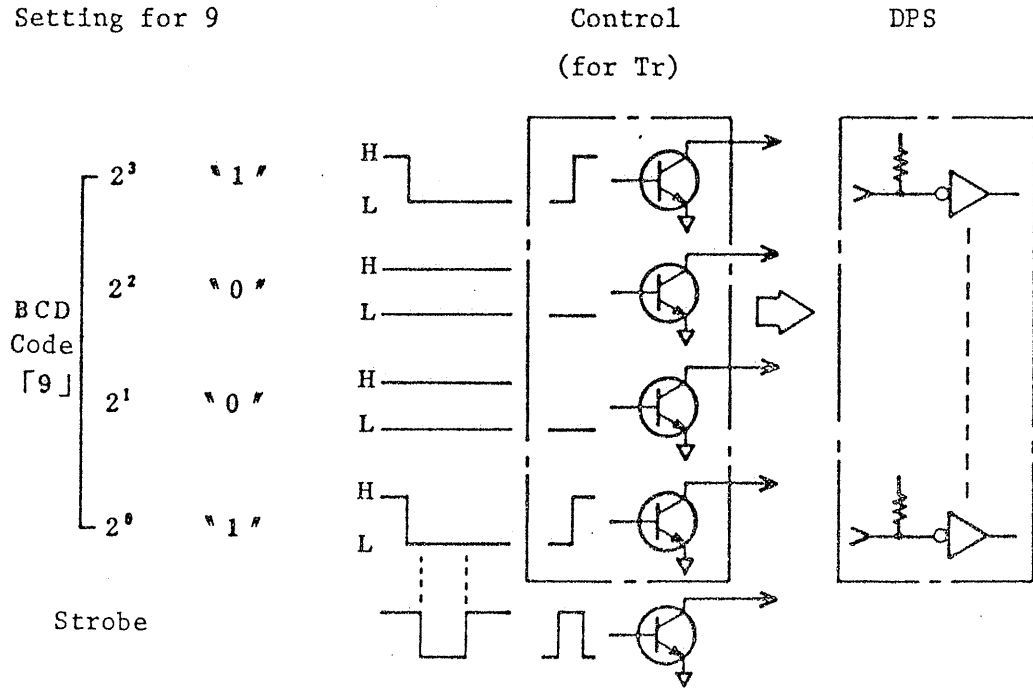 Setting for 9 Control DPS
(for Tr)
2³ "1" H
L
2² "0" H
L
BCD
Code
「9」
2¹ "0" H
L
2⁰ "1" H
L
Strobe